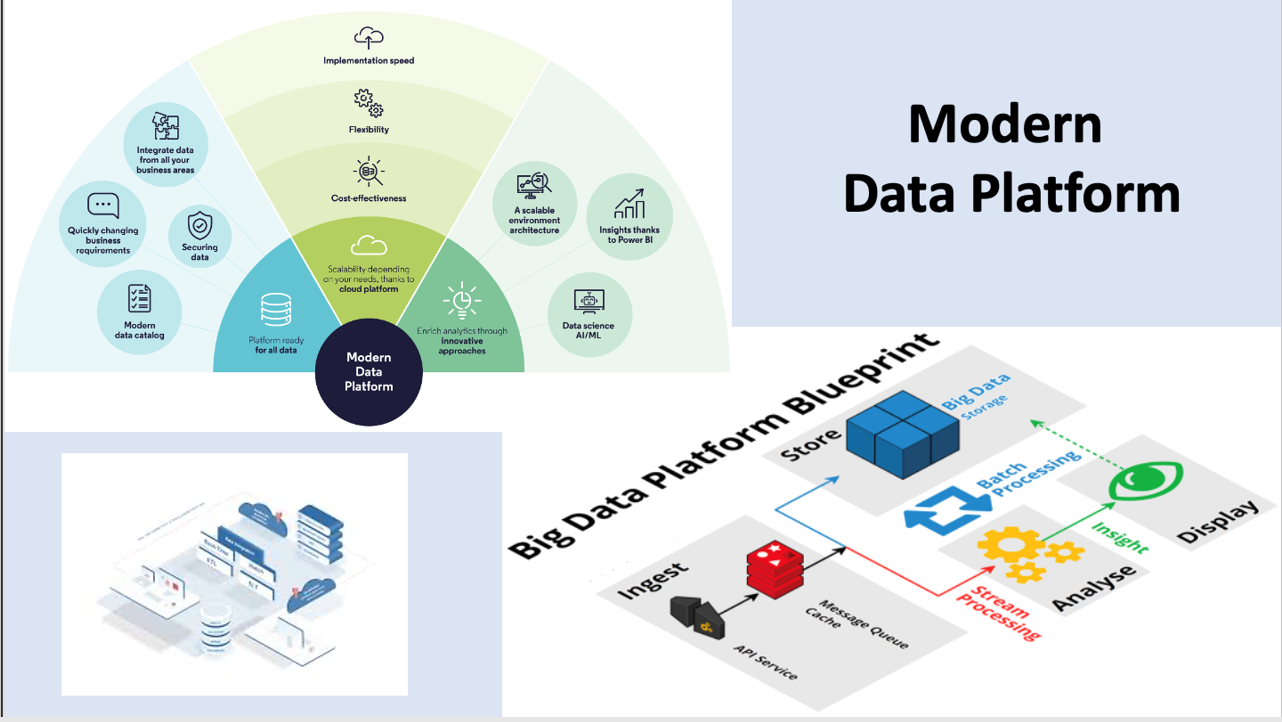 Implementation speed
Flexibility
Cost-effectiveness
Scalability depending
on your needs, thanks to
cloud platform
Integrate data
from all your
business areas
Quickly changing
business
requirements
Securing
data
Modern
data catalog
Platform ready
for all data
Enrich analytics through
innovative
approaches
A scalable
environment
architecture
Insights thanks
to Power BI
Data science
AI/ML
Modern
Data
Platform
Modern
Data Platform
Big Data Platform Blueprint
Store
Big Data
Storage
Batch
Processing
Ingest
API Service
Message Queue
Cache
Stream
Processing
Analyse
Insight
Display
Data Integration
ETL
ELT